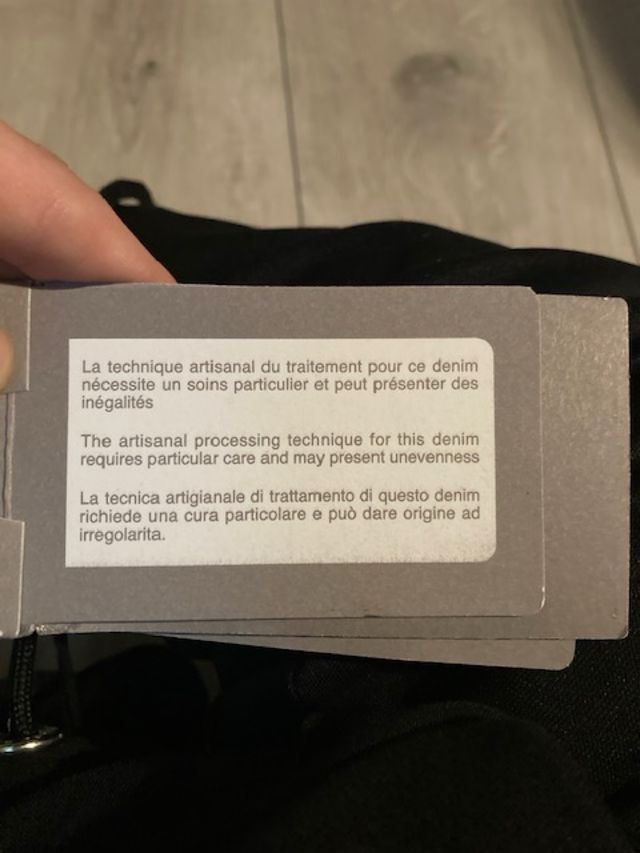 La technique artisanal du traitement pour ce denim
nécessite un soins particulier et peut présenter des
inégalités
The artisanal processing technique for this denim
requires particular care and may present unevenness
La tecnica artigianale di trattamento di questo denim
richiede una cura particolare e può dare origine ad
irregolarita.